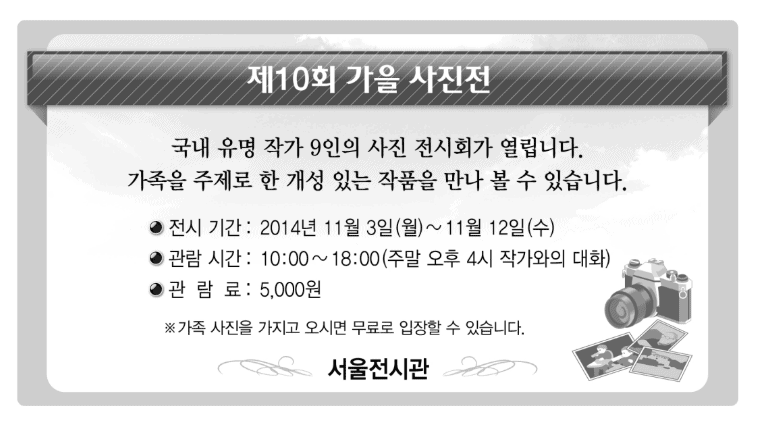 제10회 가을 사진전
국내 유명 작가 9인의 사진 전시회가 열립니다.
가족을 주제로 한 개성 있는 작품을 만나 볼 수 있습니다.
전시 기간 : 2014년 11월 3일(월)~11월 12일(수)
관람 시간 : 10:00~18:00(주말 오후 4시 작가와의 대화)
관 람 료 : 5,000원
※가족 사진을 가지고 오시면 무료로 입장할 수 있습니다.
서울전시관